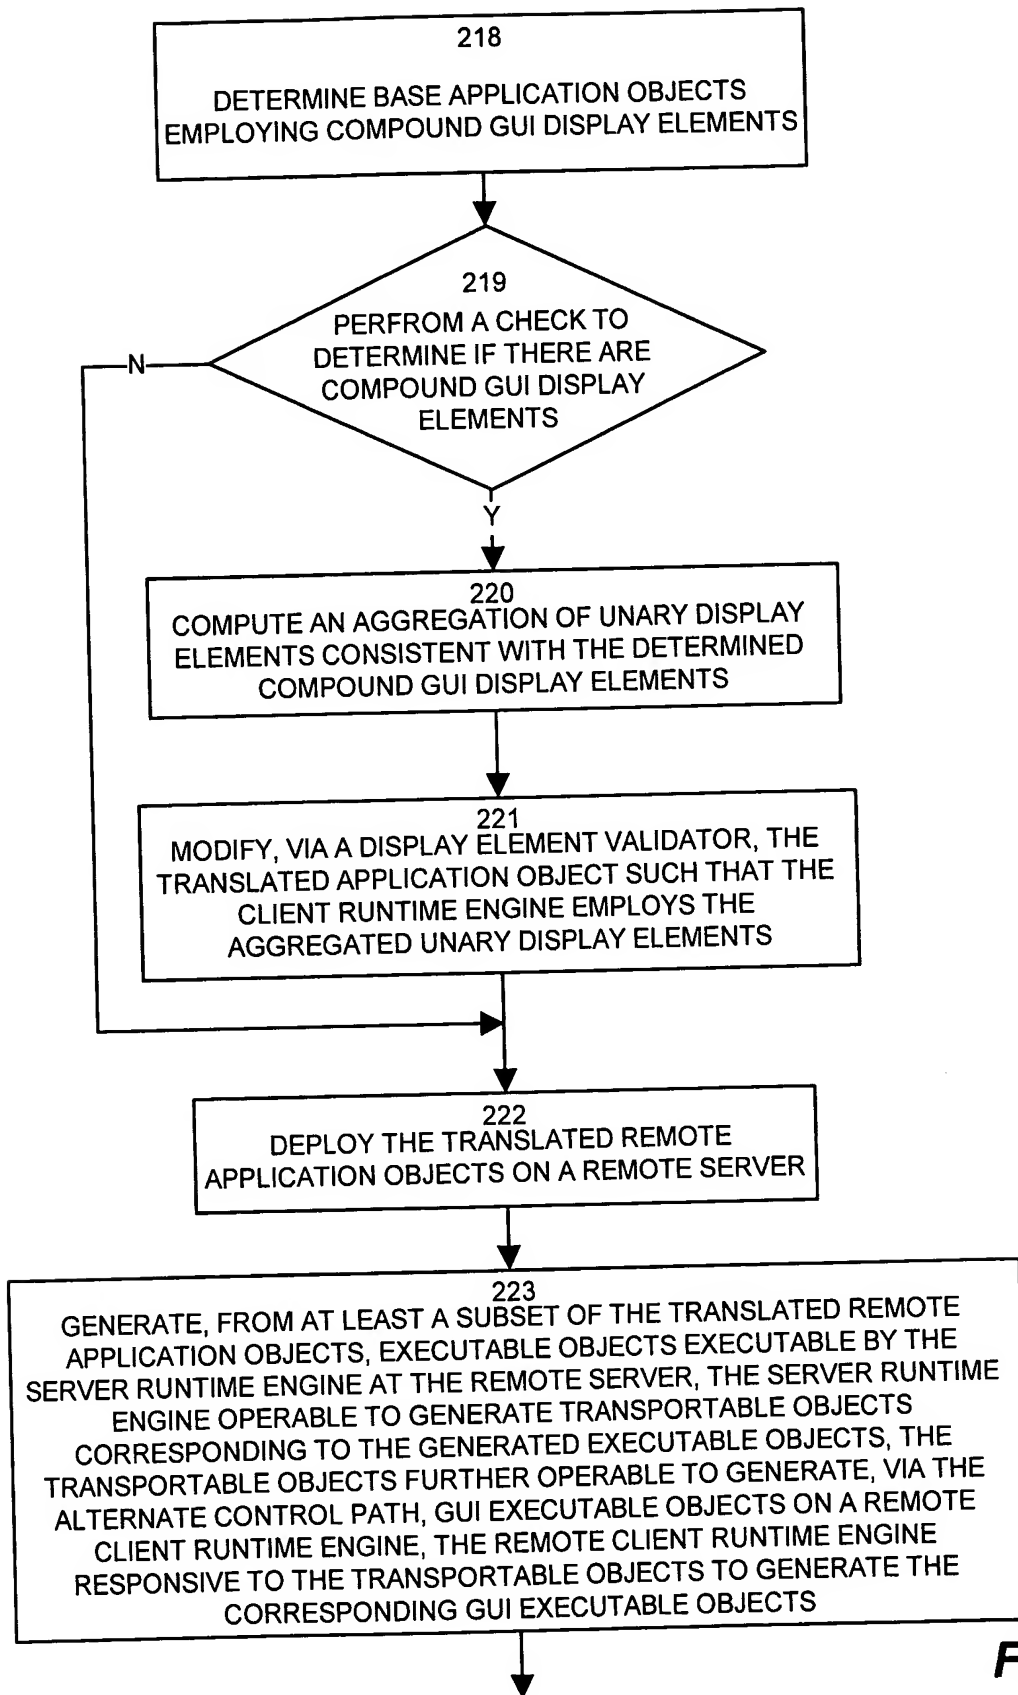 218
DETERMINE BASE APPLICATION OBJECTS
EMPLOYING COMPOUND GUI DISPLAY ELEMENTS
219
PERFROM A CHECK TO
DETERMINE IF THERE ARE
COMPOUND GUI DISPLAY
ELEMENTS
N
Y
220
COMPUTE AN AGGREGATION OF UNARY DISPLAY
ELEMENTS CONSISTENT WITH THE DETERMINED
COMPOUND GUI DISPLAY ELEMENTS
221
MODIFY, VIA A DISPLAY ELEMENT VALIDATOR, THE
TRANSLATED APPLICATION OBJECT SUCH THAT THE
CLIENT RUNTIME ENGINE EMPLOYS THE
AGGREGATED UNARY DISPLAY ELEMENTS
222
DEPLOY THE TRANSLATED REMOTE
APPLICATION OBJECTS ON A REMOTE SERVER
223
GENERATE, FROM AT LEAST A SUBSET OF THE TRANSLATED REMOTE
APPLICATION OBJECTS, EXECUTABLE OBJECTS EXECUTABLE BY THE
SERVER RUNTIME ENGINE AT THE REMOTE SERVER, THE SERVER RUNTIME
ENGINE OPERABLE TO GENERATE TRANSPORTABLE OBJECTS
CORRESPONDING TO THE GENERATED EXECUTABLE OBJECTS, THE
TRANSPORTABLE OBJECTS FURTHER OPERABLE TO GENERATE, VIA THE
ALTERNATE CONTROL PATH, GUI EXECUTABLE OBJECTS ON A REMOTE
CLIENT RUNTIME ENGINE, THE REMOTE CLIENT RUNTIME ENGINE
RESPONSIVE TO THE TRANSPORTABLE OBJECTS TO GENERATE THE
CORRESPONDING GUI EXECUTABLE OBJECTS